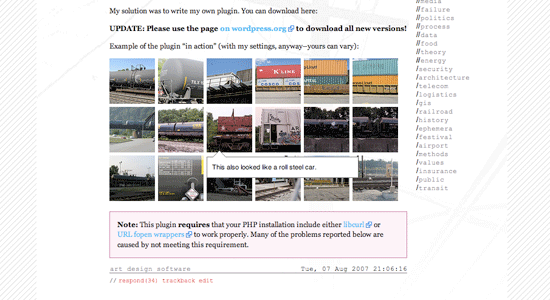 My solution was to write my own plugin. You can download here:
UPDATE: Please use the page on wordpress.org to download all new versions!
Example of the plugin “in action” (with my settings, anyway–yours can vary):
K LINE
This also looked like a roll steel car.
Note: This plugin requires that your PHP installation include either libcurl or
URL fopen wrappers to work properly. Many of the problems reported below are
caused by not meeting this requirement.
art design software
Tue, 07 Aug 2007 21:06:16
// respond(34) trackback edit
/media
/failure
/politics
/process
/data
/food
/theory
/energy
/security
/architecture
/telecom
/logistics
/gis
/railroad
/history
/ephemera
/festival
/airport
/methods
/values
/insurance
/public
/transit